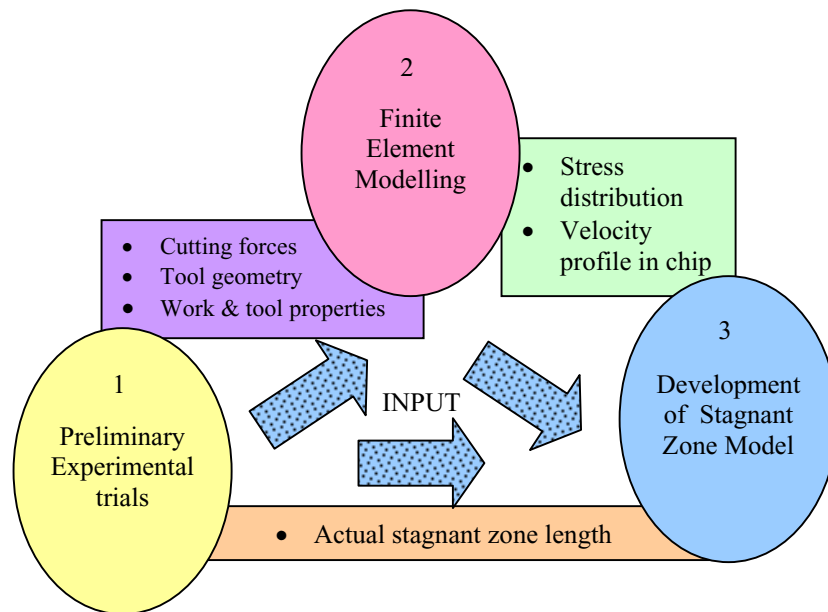 2
Finite
Element
Modelling
• Stress
distribution
• Velocity
profile in chip
• Cutting forces
• Tool geometry
• Work & tool properties
3
Development
of Stagnant
Zone Model
1
Preliminary
Experimental
trials
INPUT
• Actual stagnant zone length